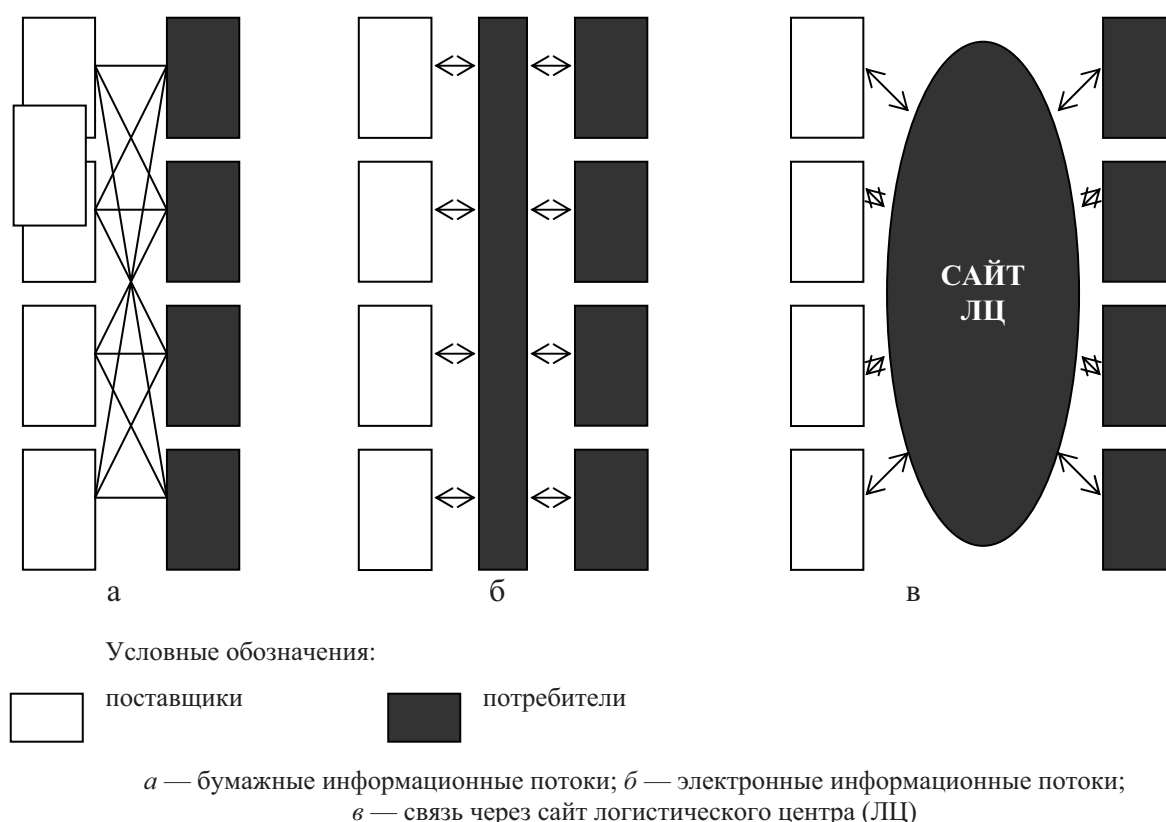 САЙТ
ЛЦ
а
б
в
Условные обозначения:
поставщики
потребители
а — бумажные информационные потоки; б — электронные информационные потоки;
в — связь через сайт логистического центра (ЛЦ)